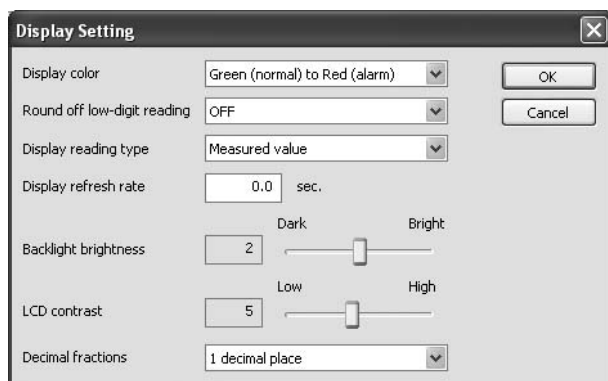 Display Setting
Display color Green (normal) to Red (alarm) OK
Round off low-digit reading OFF Cancel
Display reading type Measured value
Display refresh rate 0.0 sec.
Dark Bright
Backlight brightness 2
Low High
LCD contrast 5
Decimal fractions 1 decimal place